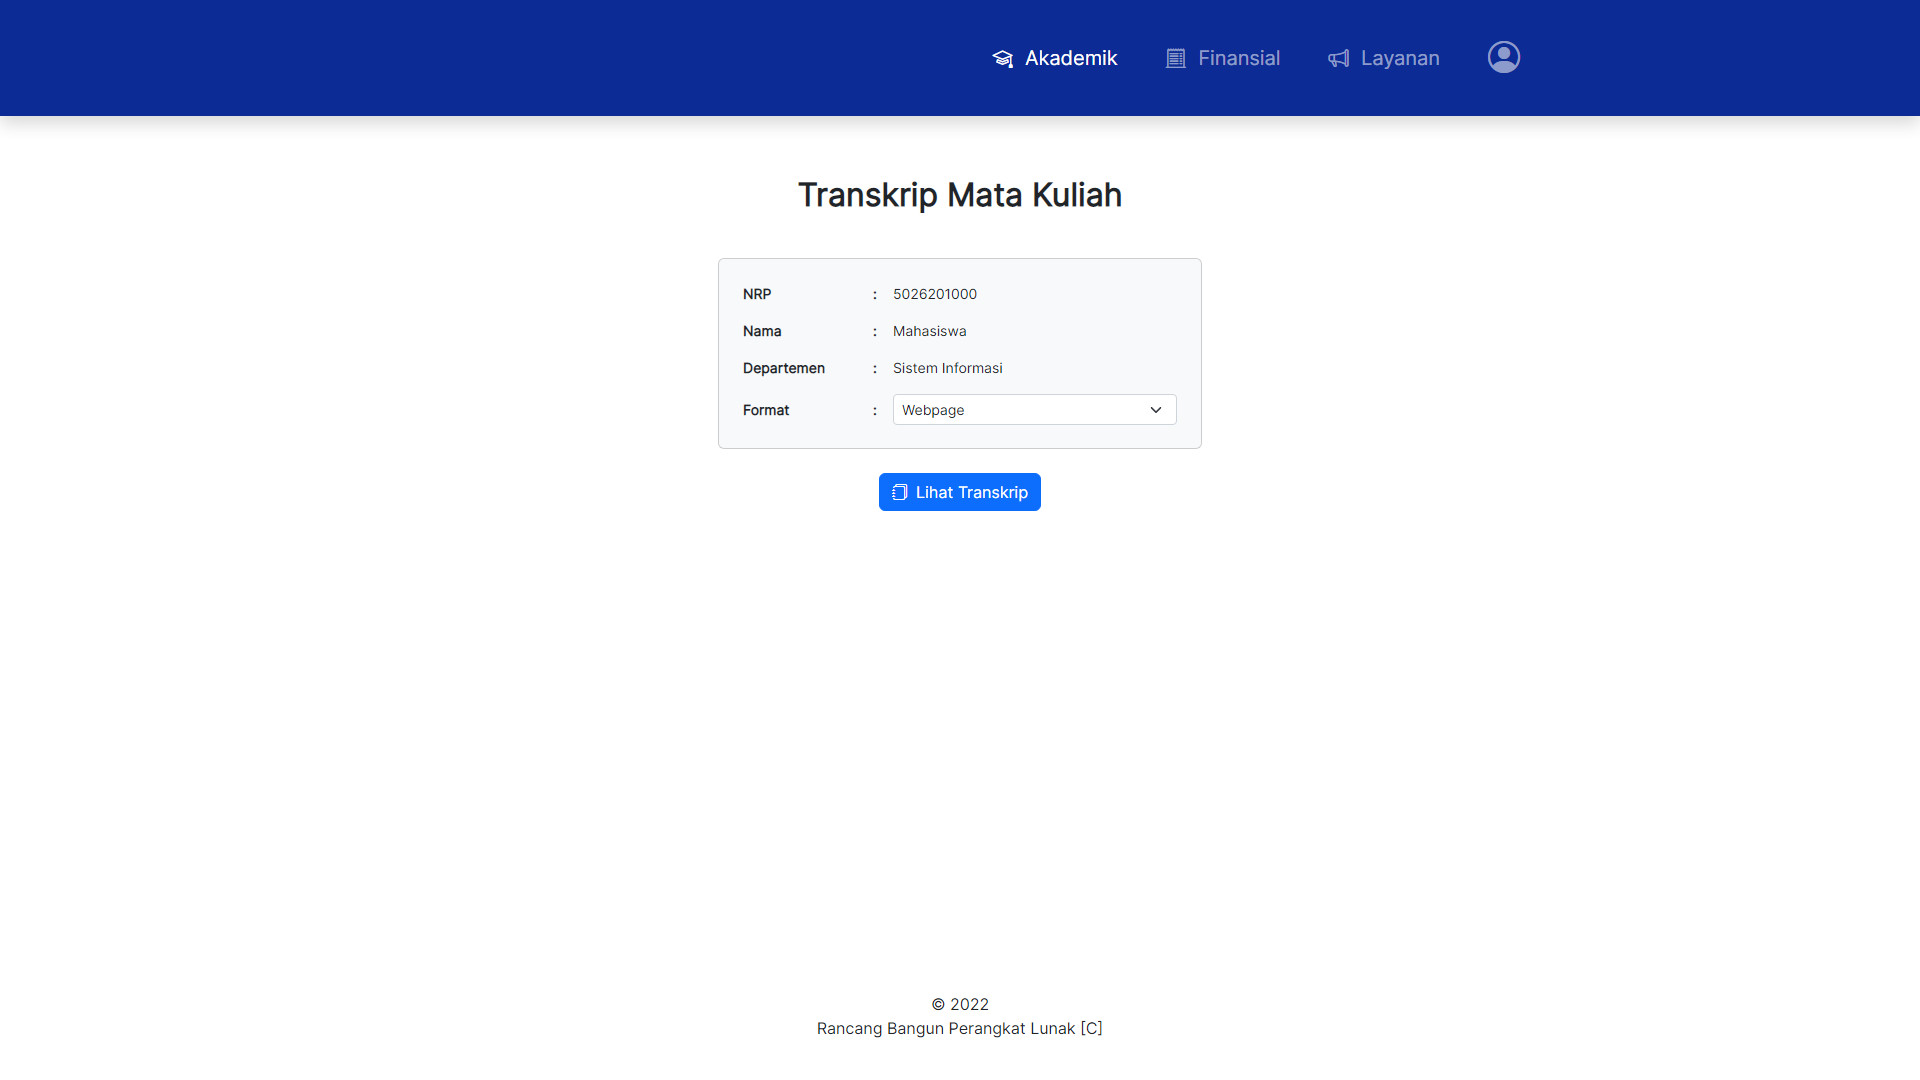 Akademik Finansial Layanan
Transkrip Mata Kuliah
NRP : 5026201000
Nama : Mahasiswa
Departemen : Sistem Informasi
Format : Webpage
Lihat Transkrip
© 2022
Rancang Bangun Perangkat Lunak [C]